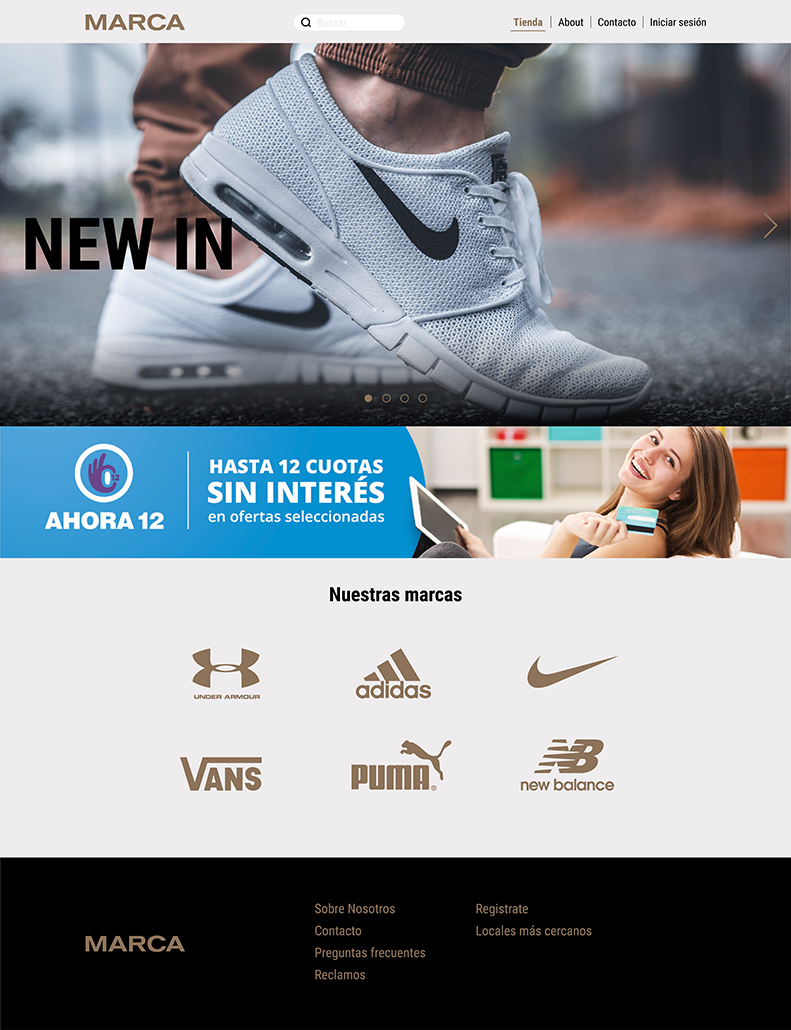 MARCA
Buscar
Tienda
About
Contacto
Iniciar sesión
NEW IN
12
AHORA 12
HASTA 12 CUOTAS
SIN INTERÉS
en ofertas seleccionadas
Nuestras marcas
UNDER ARMOUR
adidas
VANS
PUMA®
NB
new balance
MARCA
Sobre Nosotros
Contacto
Preguntas frecuentes
Reclamos
Registrate
Locales más cercanos